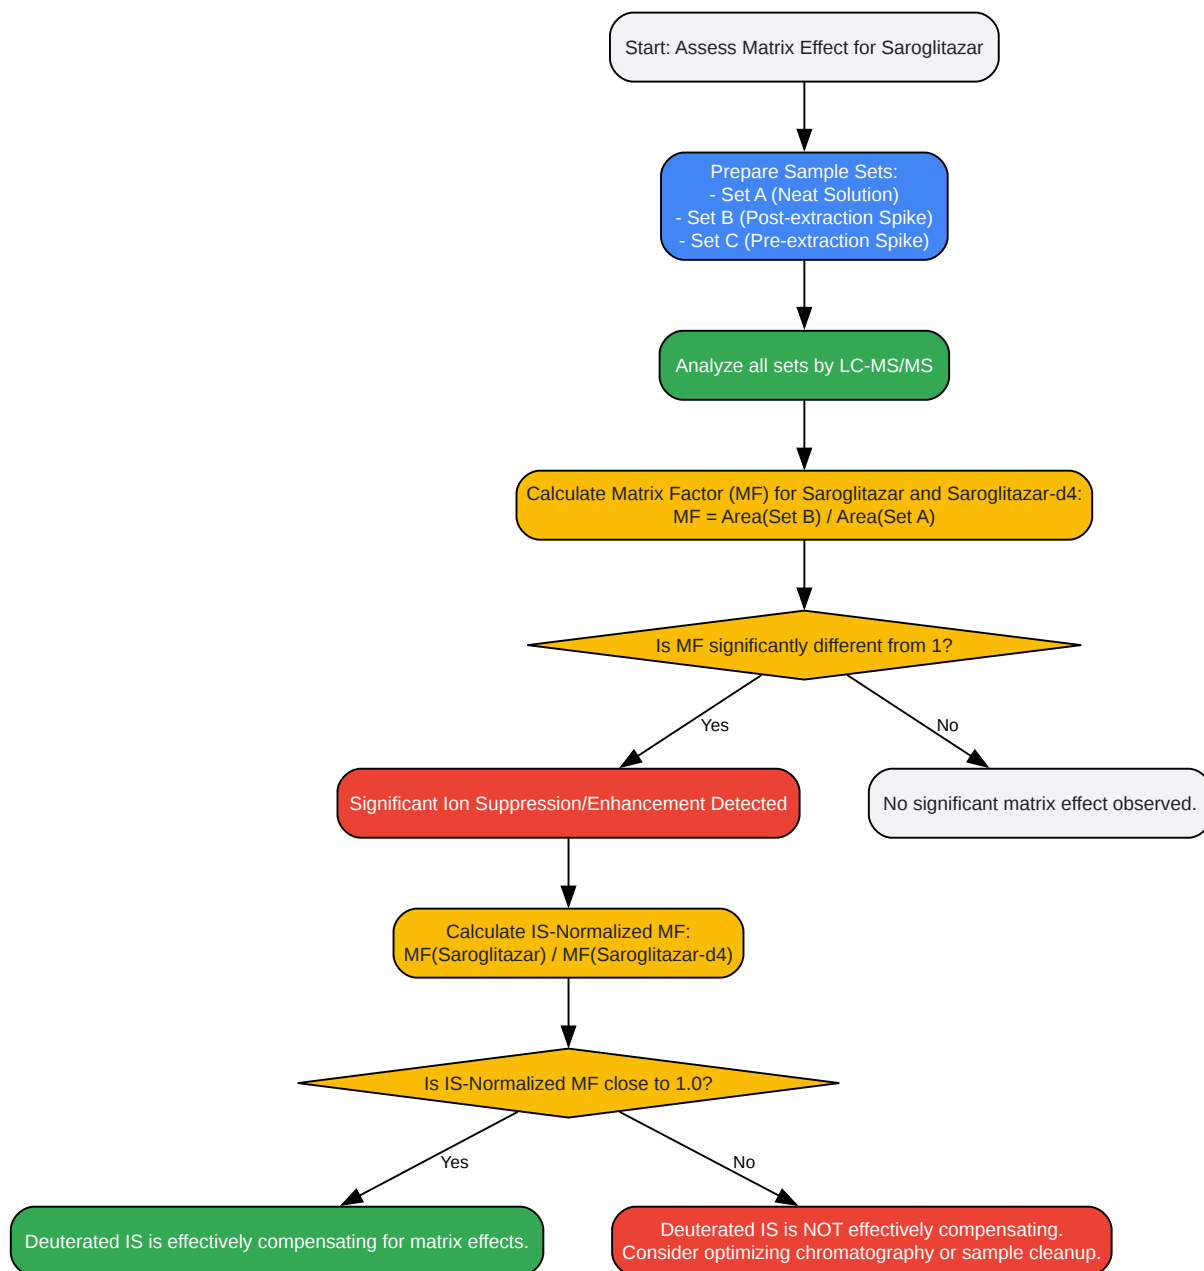 Start: Assess Matrix Effect for Saroglitazar
Prepare Sample Sets:
- Set A (Neat Solution)
- Set B (Post-extraction Spike)
- Set C (Pre-extraction Spike)
Analyze all sets by LC-MS/MS
Calculate Matrix Factor (MF) for Saroglitazar and Saroglitazar-d4:
MF = Area(Set B) / Area(Set A)
Is MF significantly different from 1?
Yes
No
Significant Ion Suppression/Enhancement Detected
No significant matrix effect observed.
Calculate IS-Normalized MF:
MF(Saroglitazar) / MF(Saroglitazar-d4)
Is IS-Normalized MF close to 1.0?
Yes
No
Deuterated IS is effectively compensating for matrix effects.
Deuterated IS is NOT effectively compensating.
Consider optimizing chromatography or sample cleanup.